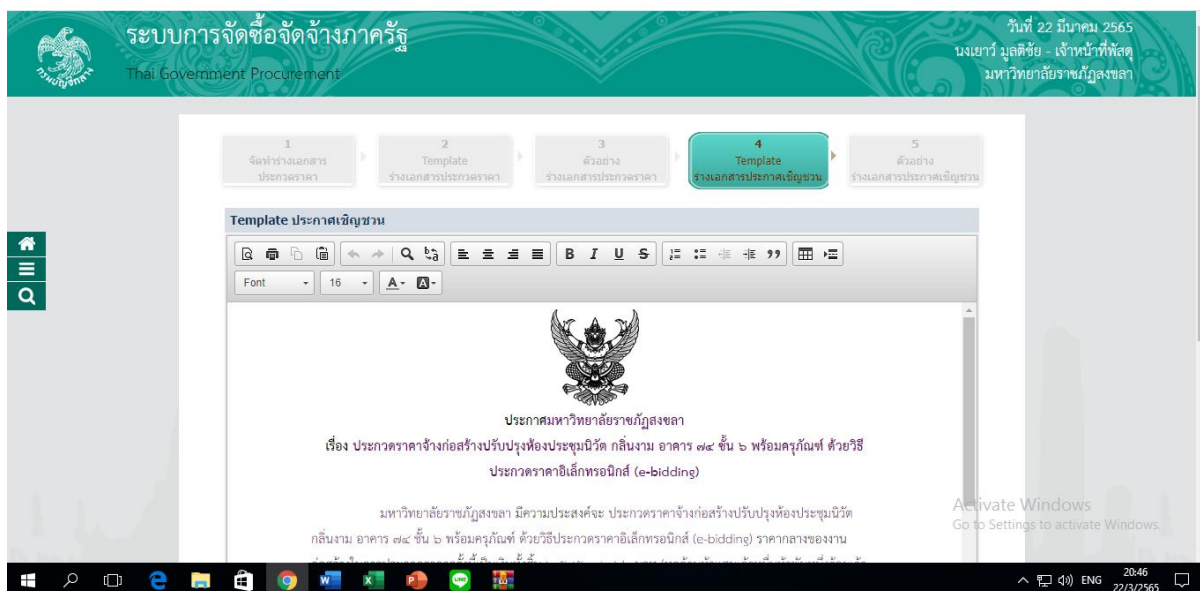 ระบบการจัดซื้อจัดจ้างภาครัฐ
Thai Government Procurement
กรมบัญชีกลาง
วันที่ 22 มีนาคม 2565
นงเยาว์ มูลติชัย - เจ้าหน้าที่พัสดุ
มหาวิทยาลัยราชภัฏสงขลา
1
จัดทำร่างเอกสาร
ประกวดราคา
2
Template
ร่างเอกสารประกวดราคา
3
ตัวอย่าง
ร่างเอกสารประกวดราคา
4
Template
ร่างเอกสารประกาศเชิญชวน
5
ตัวอย่าง
ร่างเอกสารประกาศเชิญชวน
Template ประกาศเชิญชวน
B I U S
Font 16 A A
ประกาศมหาวิทยาลัยราชภัฏสงขลา
เรื่อง ประกวดราคาจ้างก่อสร้างปรับปรุงห้องประชุมนิวัต กลิ่นงาม อาคาร ๗๔ ชั้น ๖ พร้อมครุภัณฑ์ ด้วยวิธี
ประกวดราคาอิเล็กทรอนิกส์ (e-bidding)
มหาวิทยาลัยราชภัฏสงขลา มีความประสงค์จะ ประกวดราคาจ้างก่อสร้างปรับปรุงห้องประชุมนิวัต
กลิ่นงาม อาคาร ๗๔ ชั้น ๖ พร้อมครุภัณฑ์ ด้วยวิธีประกวดราคาอิเล็กทรอนิกส์ (e-bidding) ราคากลางของงาน
Activate Windows
Go to Settings to activate Windows.
ENG
20:46
22/3/2565